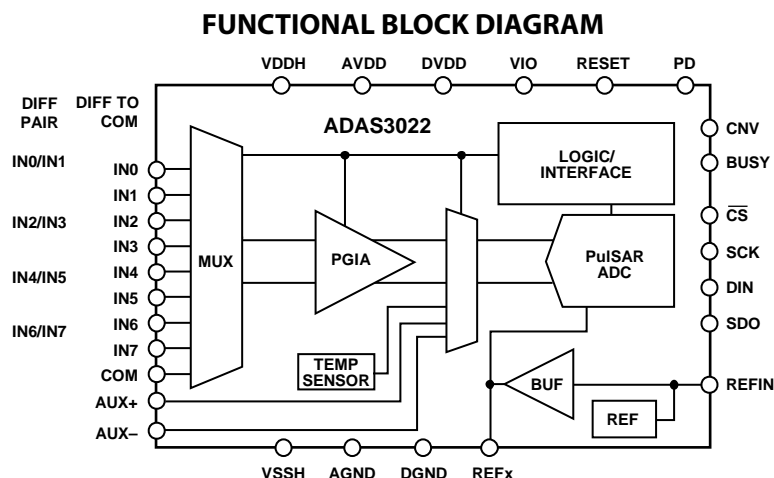 FUNCTIONAL BLOCK DIAGRAM
VDDH AVDD DVDD VIO RESET PD
DIFF PAIR
DIFF TO COM
ADAS3022
IN0/IN1
IN2/IN3
IN4/IN5
IN6/IN7
IN0
IN1
IN2
IN3
IN4
IN5
IN6
IN7
COM
AUX+
AUX–
MUX
PGIA
TEMP
SENSOR
LOGIC/
INTERFACE
PulSAR
ADC
BUF
REF
CNV
BUSY
CS
SCK
DIN
SDO
REFIN
VSSH AGND DGND REFx